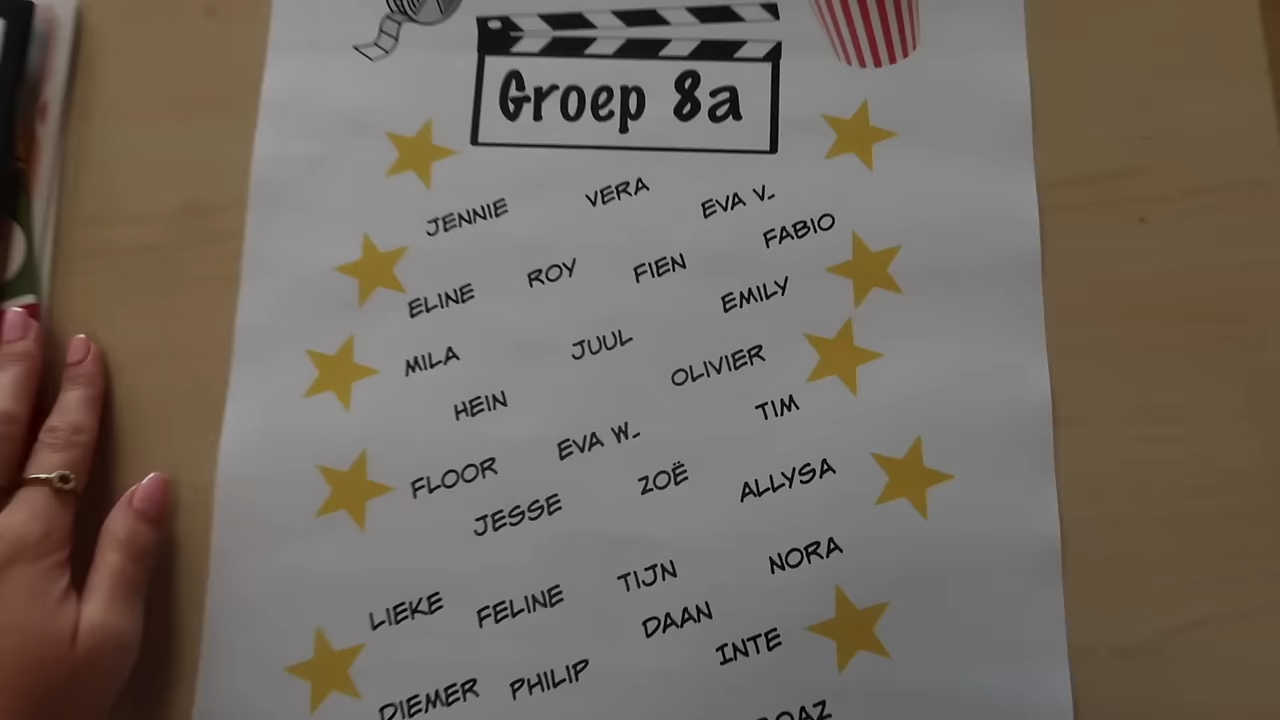 Groep 8a
JENNIE VERA EVA V.
ELINE ROY FIEN FABIO
MILA JUUL EMILY
HEIN OLIVIER
FLOOR EVA W. TIM
JESSE ZOË ALLYSA
LIEKE FELINE TIJN NORA
DIEMER PHILIP DAAN INTE